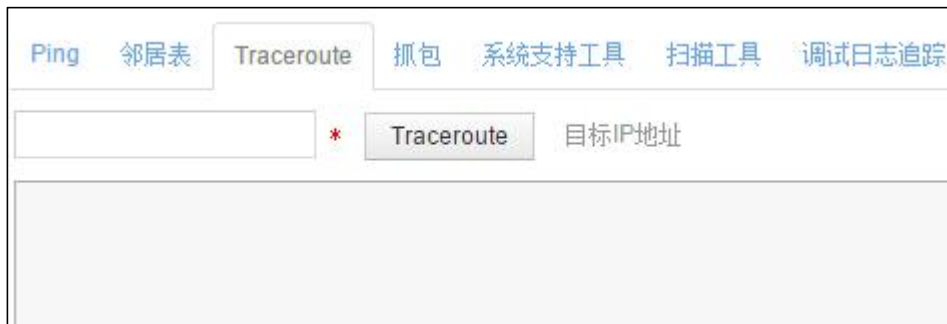 Ping 邻居表 Traceroute 抓包 系统支持工具 扫描工具 调试日志追踪
* Traceroute 目标IP地址